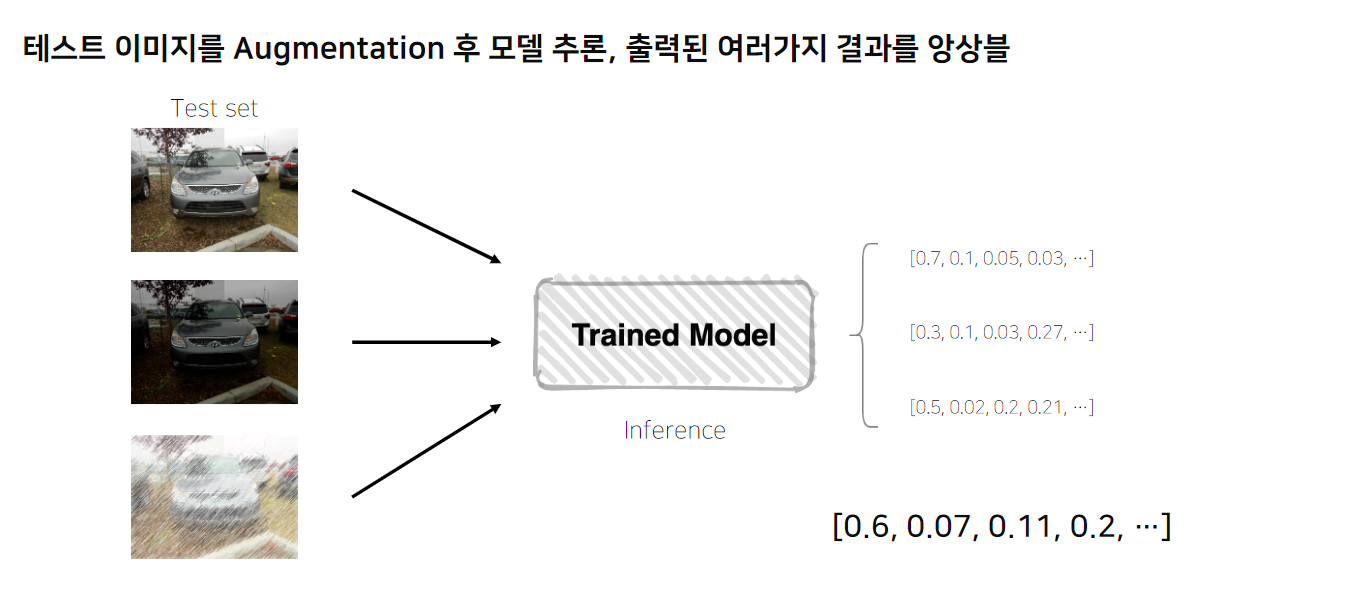 테스트 이미지를 Augmentation 후 모델 추론, 출력된 여러가지 결과를 앙상블
Test set
Trained Model
Inference
[0.7, 0.1, 0.05, 0.03, ⋯]
[0.3, 0.1, 0.03, 0.27, ⋯]
[0.5, 0.02, 0.2, 0.21, ⋯]
[0.6, 0.07, 0.11, 0.2, ⋯]